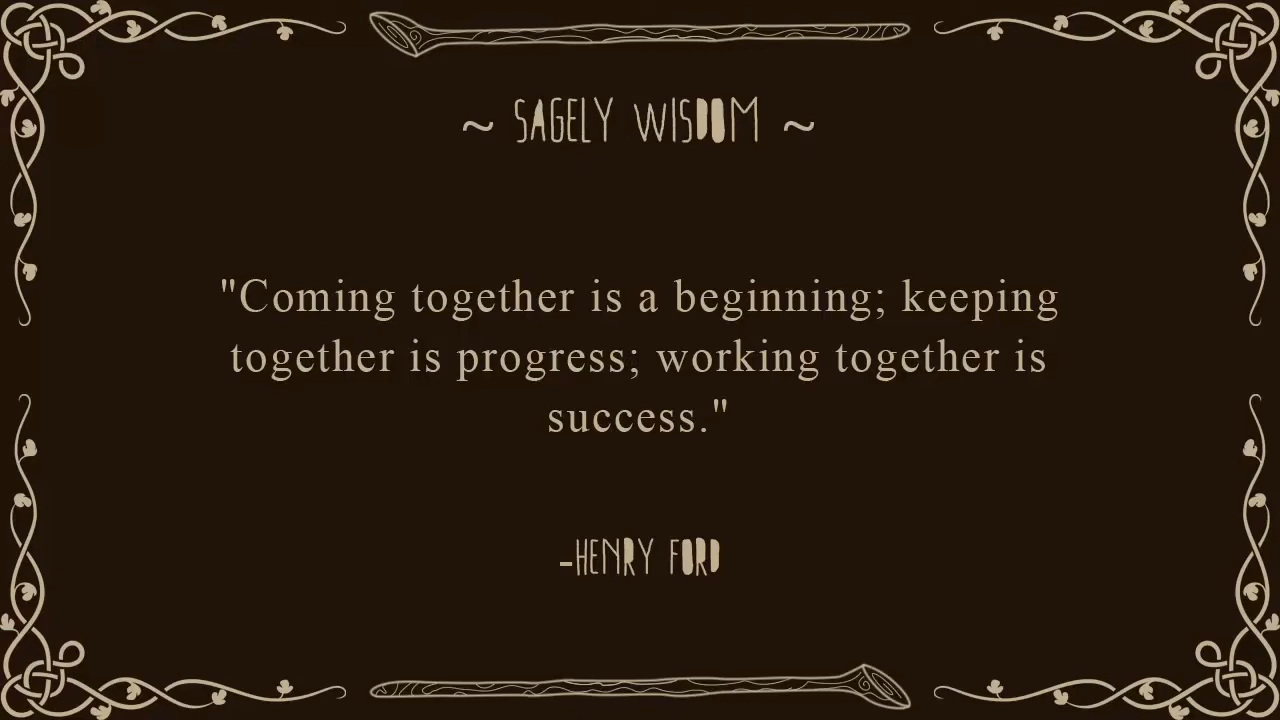 ~ SAGELY WISDOM ~
"Coming together is a beginning; keeping
together is progress; working together is
success."
-HENRY FORD